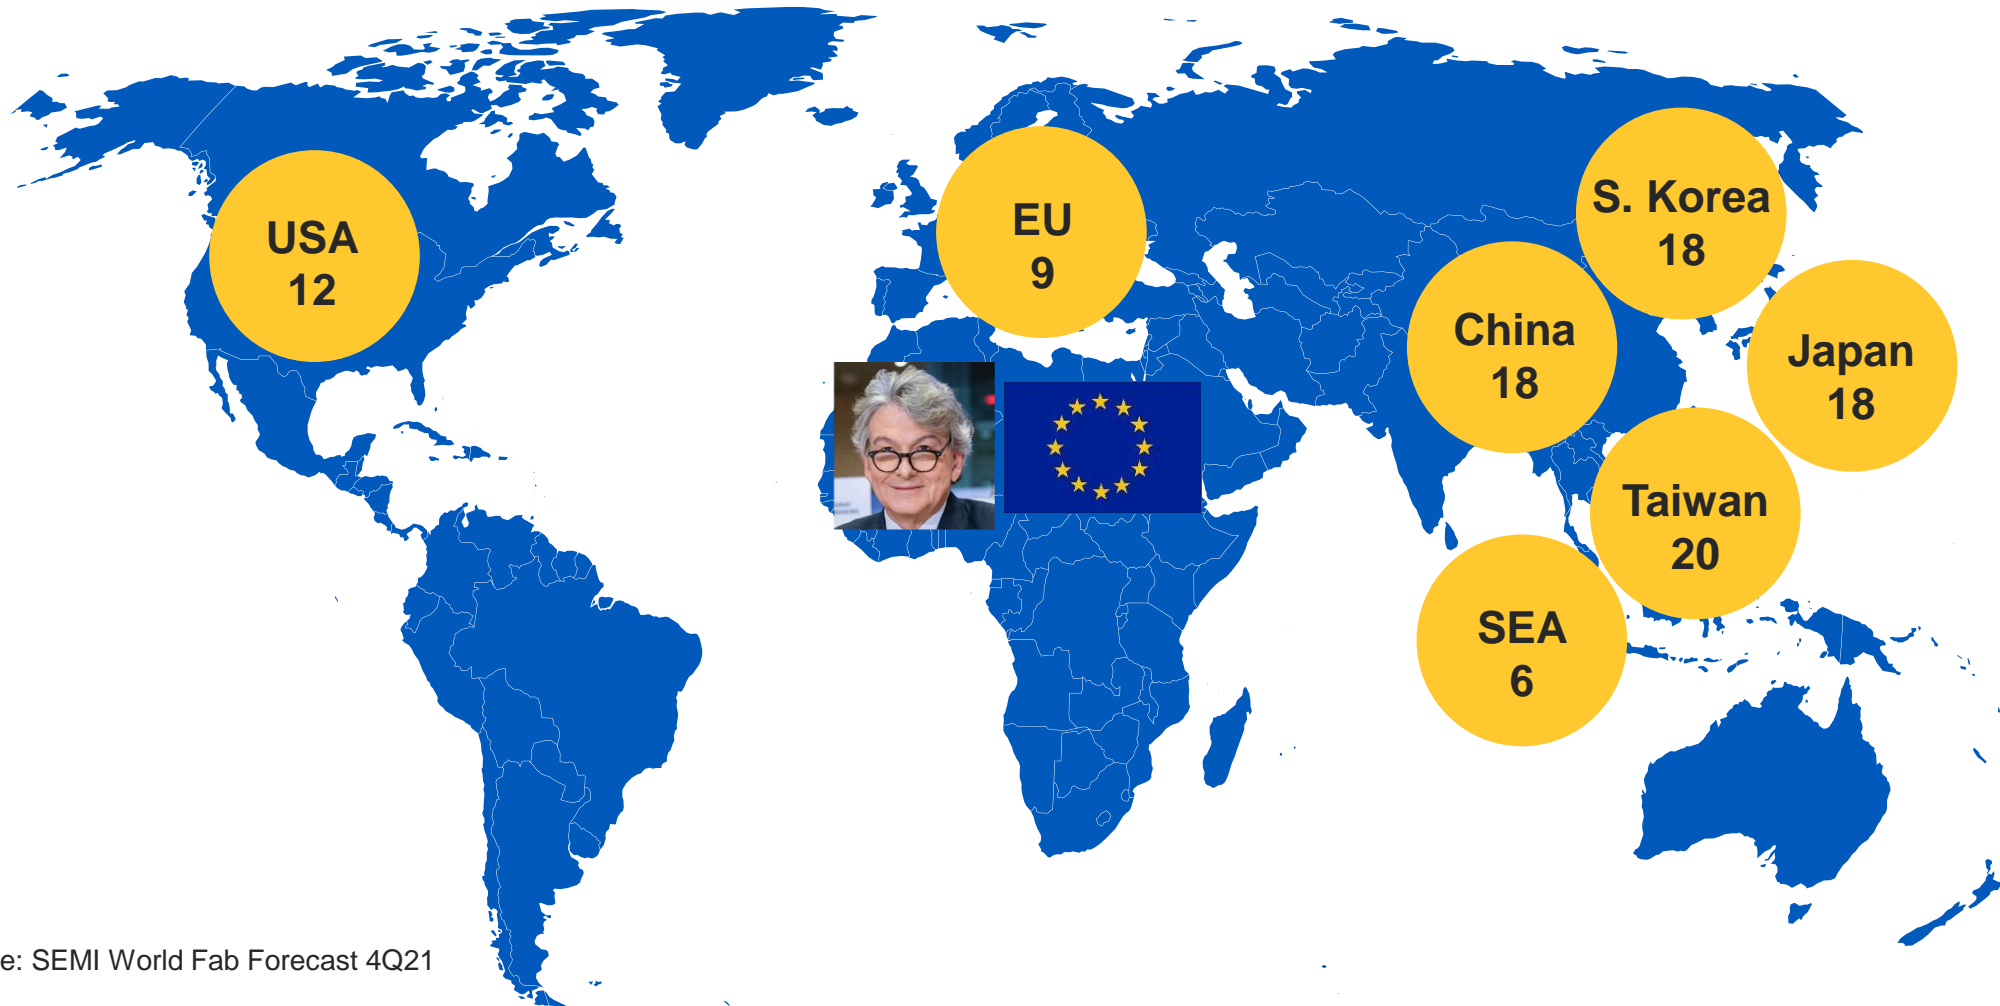 USA
12
EU
9
S. Korea
18
China
18
Japan
18
Taiwan
20
SEA
6
e: SEMI World Fab Forecast 4Q21